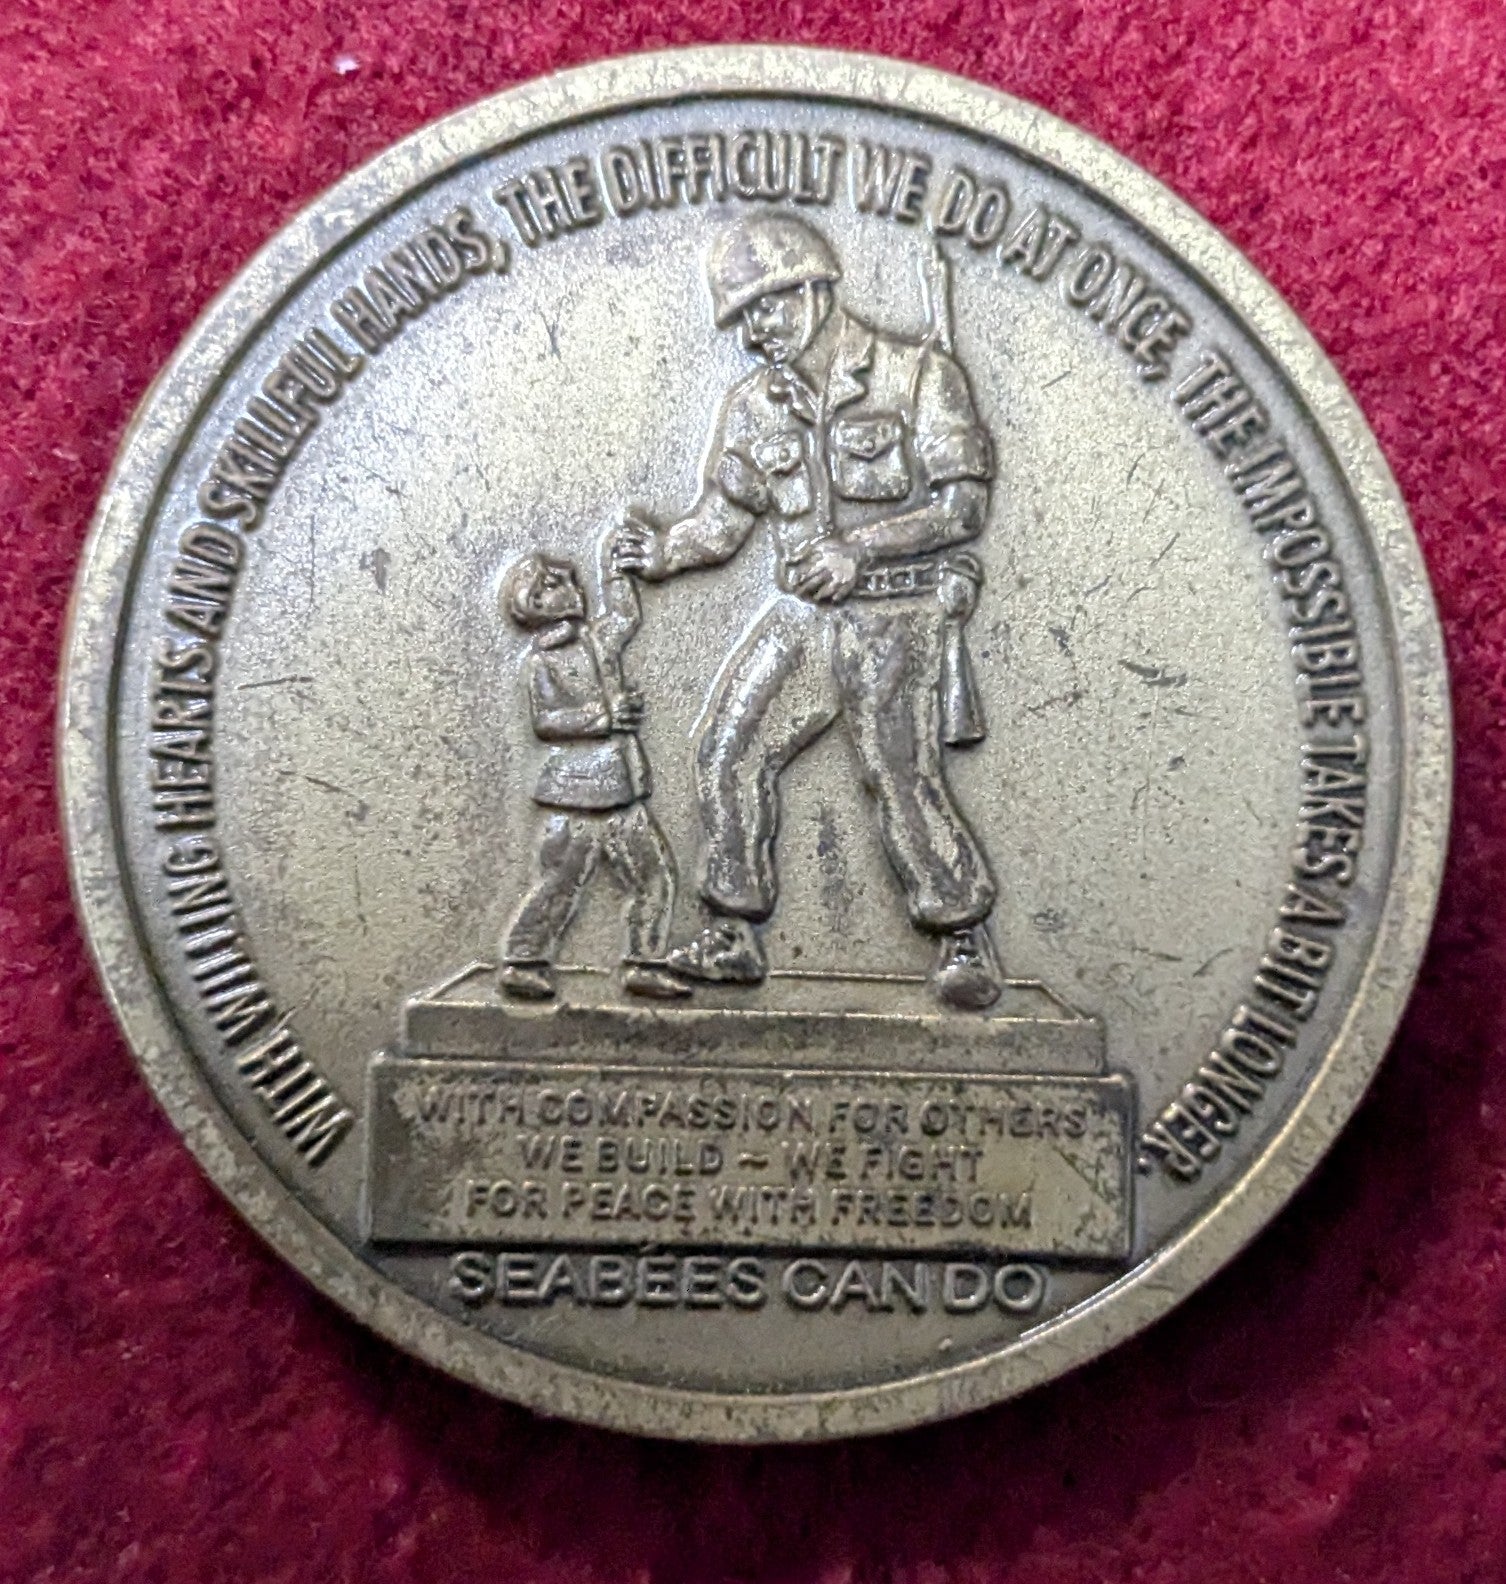 WITH WILLING HEARTS AND SKILLFUL HANDS, THE DIFFICULT WE DO AT ONCE, THE IMPOSSIBLE TAKES A BIT LONGER.
WITH COMPASSION FOR OTHERS
WE BUILD ~ WE FIGHT
FOR PEACE WITH FREEDOM
SEABEES CAN DO